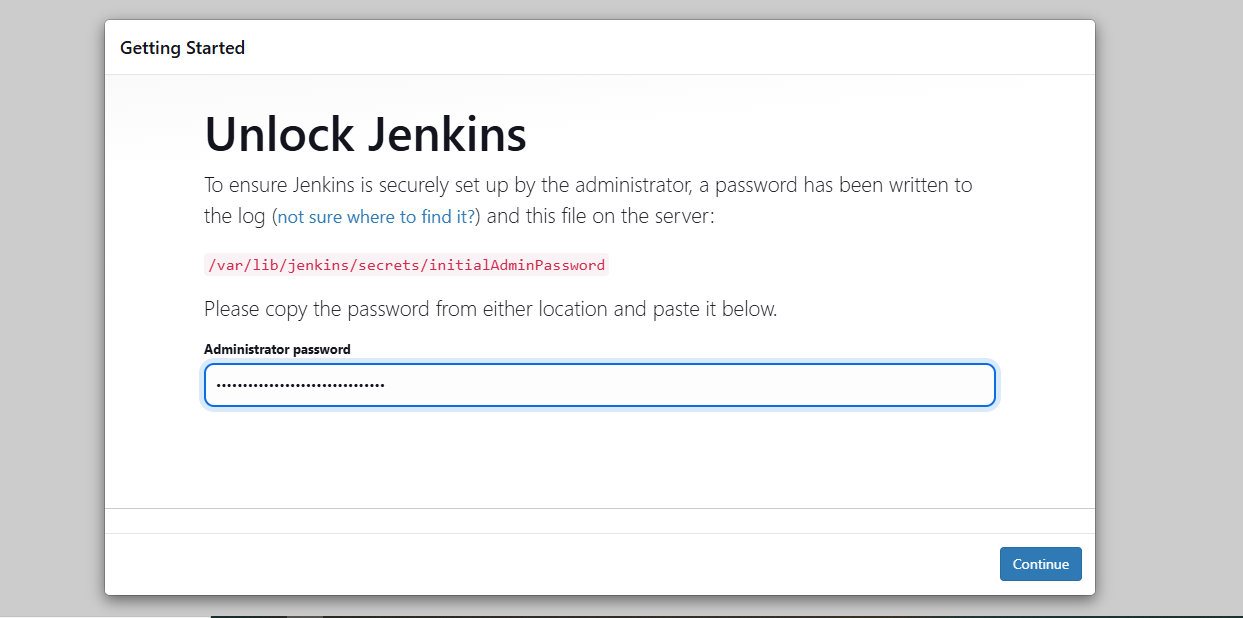 Getting Started
Unlock Jenkins
To ensure Jenkins is securely set up by the administrator, a password has been written to
the log (not sure where to find it?) and this file on the server:
/var/lib/jenkins/secrets/initialAdminPassword
Please copy the password from either location and paste it below.
Administrator password
••••••••••••••••••••••••••••••••
Continue